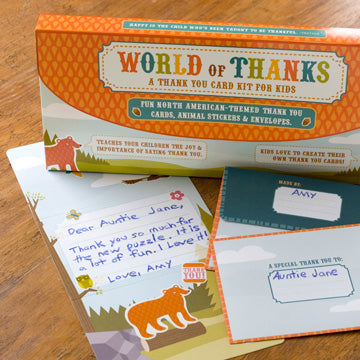 HAPPY IS THE CHILD WHO'S BEEN TAUGHT TO BE THANKFUL.
WORLD OF THANKS
A THANK YOU CARD KIT FOR KIDS
FUN NORTH AMERICAN-THEMED THANK YOU
CARDS, ANIMAL STICKERS & ENVELOPES.
TEACHES YOUR CHILDREN THE JOY &
IMPORTANCE OF SAYING THANK YOU.
KIDS LOVE TO CREATE THEIR
OWN THANK YOU CARDS!
Dear Auntie Jane,
Thank you so much for
the new puzzle. It is
a lot of fun. I love it!
Love, Amy
THANK
YOU!
MADE BY:
Amy
A SPECIAL THANK YOU TO:
Auntie Jane